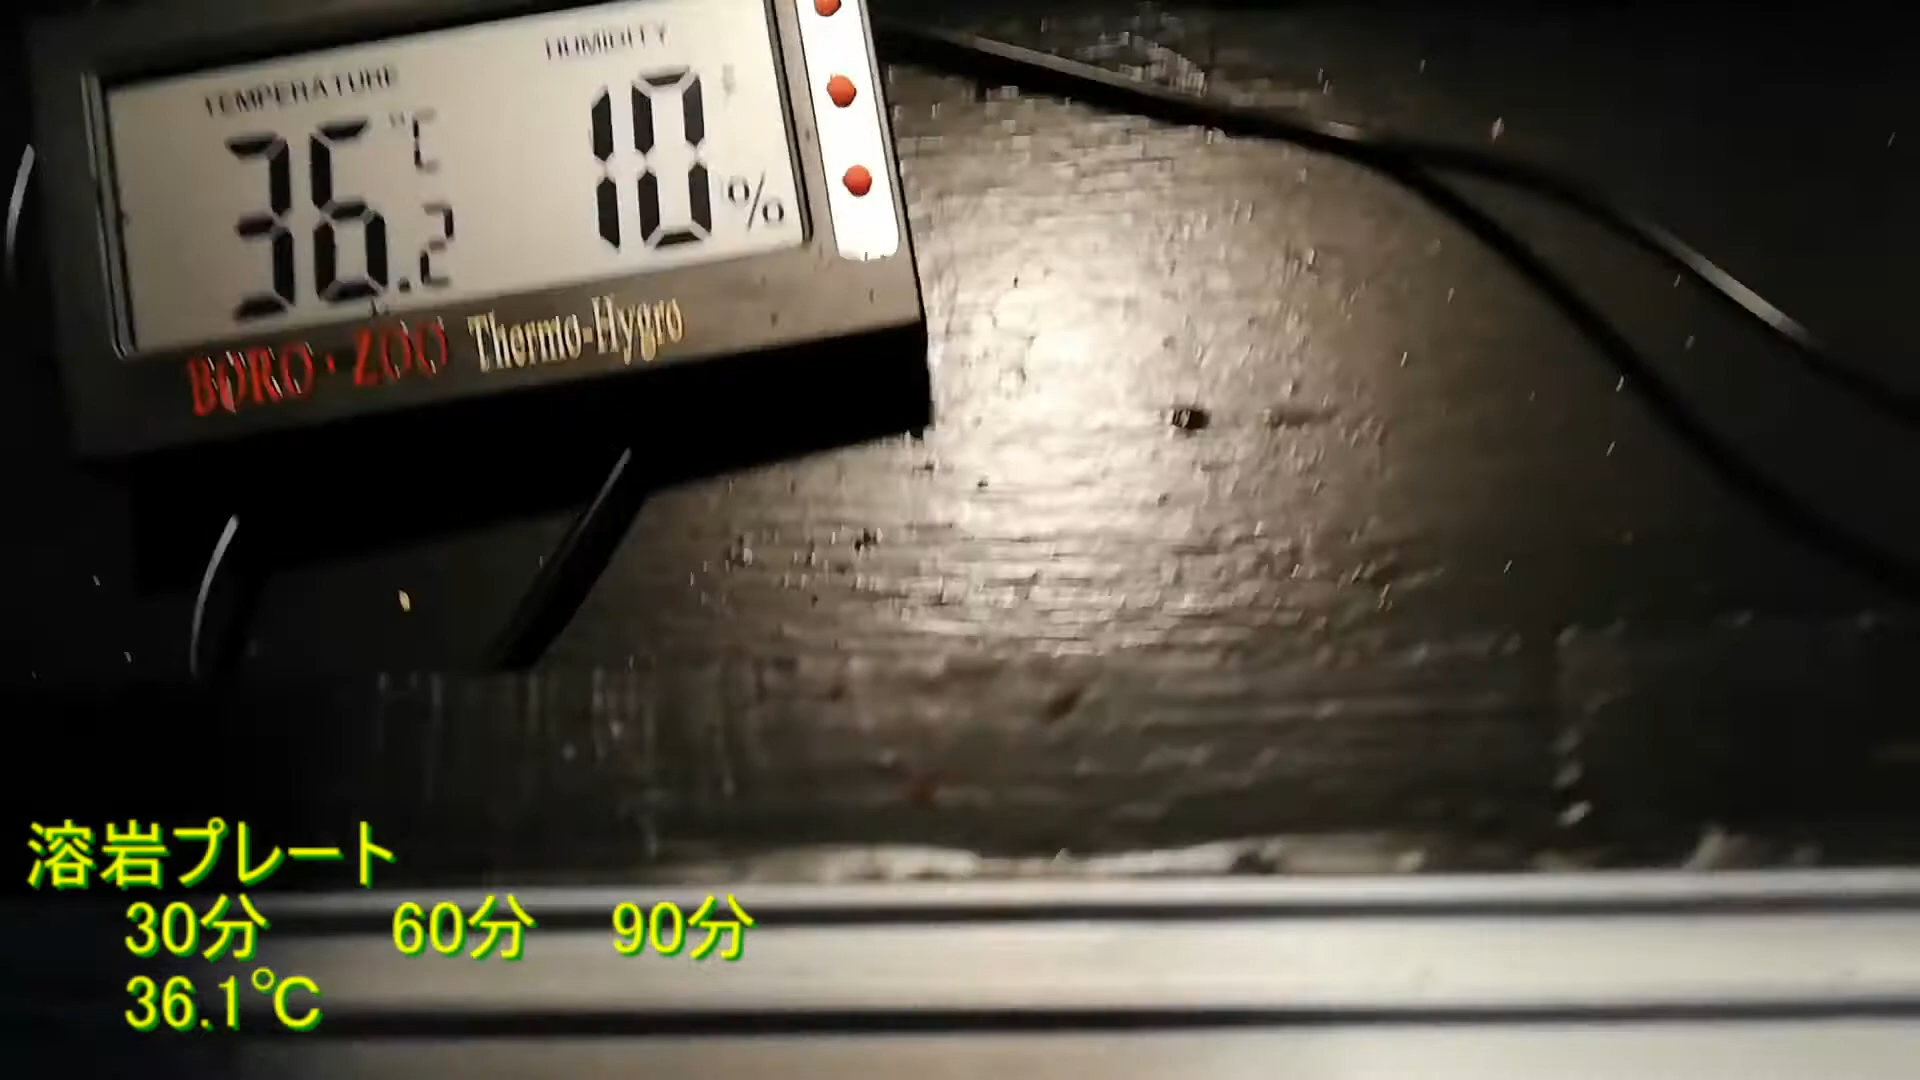 TEMPERATURE HUMIDITY
36.2 °C 10 %
BORO・ZOO Thermo-Hygro
溶岩プレート
30分 60分 90分
36.1℃